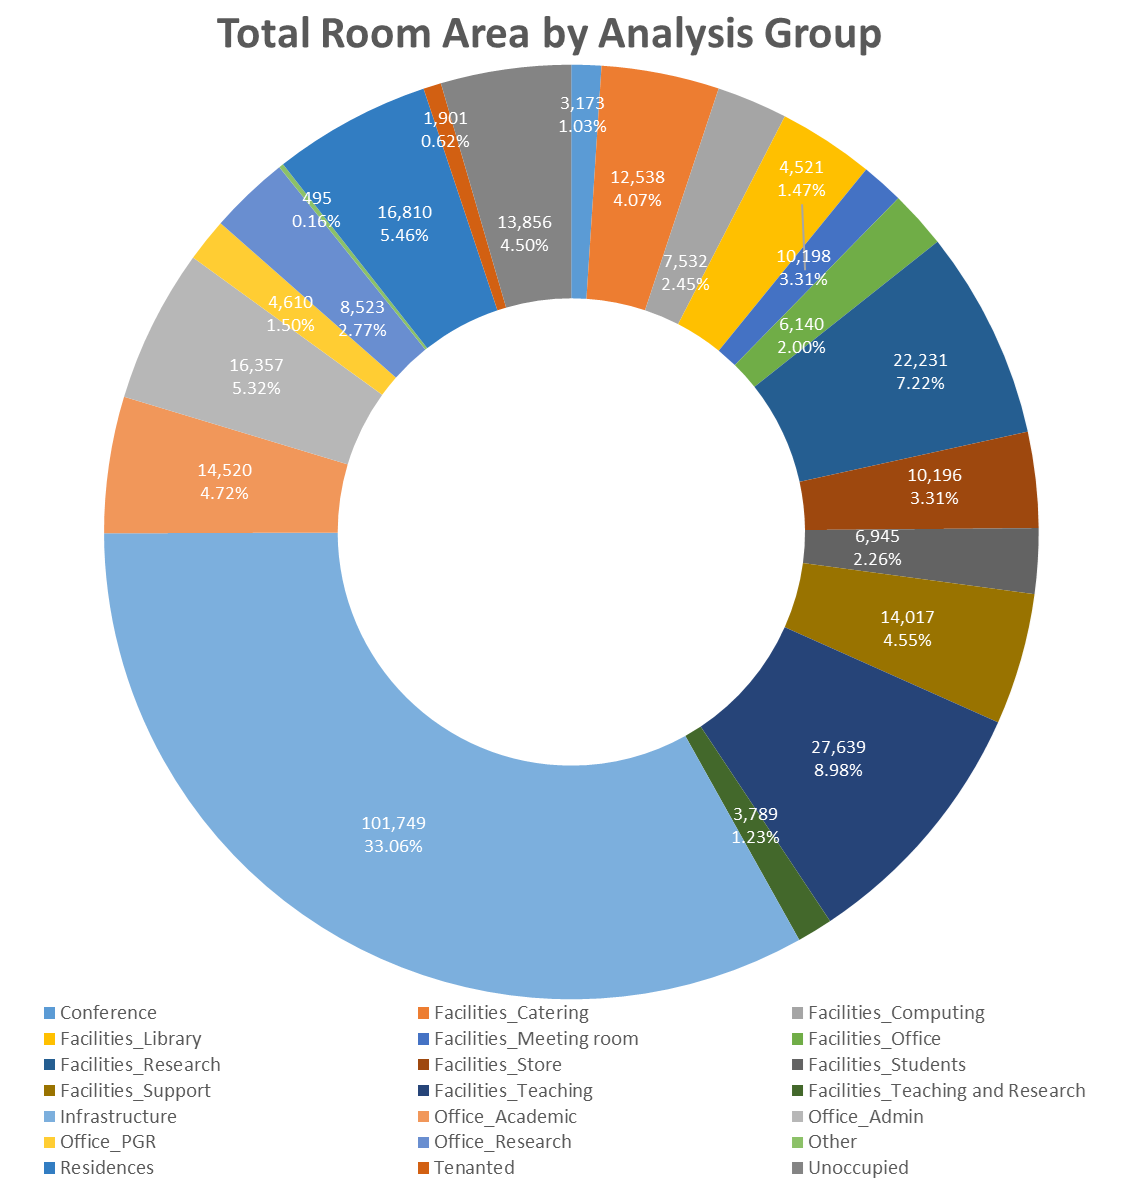 Total Room Area by Analysis Group
3,173
1.03%
12,538
4.07%
7,532
2.45%
4,521
1.47%
10,198
3.31%
6,140
2.00%
22,231
7.22%
10,196
3.31%
6,945
2.26%
14,017
4.55%
27,639
8.98%
3,789
1.23%
101,749
33.06%
14,520
4.72%
16,357
5.32%
4,610
1.50%
8,523
2.77%
495
0.16%
16,810
5.46%
1,901
0.62%
13,856
4.50%
Conference
Facilities_Catering
Facilities_Computing
Facilities_Library
Facilities_Meeting room
Facilities_Office
Facilities_Research
Facilities_Store
Facilities_Students
Facilities_Support
Facilities_Teaching
Facilities_Teaching and Research
Infrastructure
Office_Academic
Office_Admin
Office_PGR
Office_Research
Other
Residences
Tenanted
Unoccupied